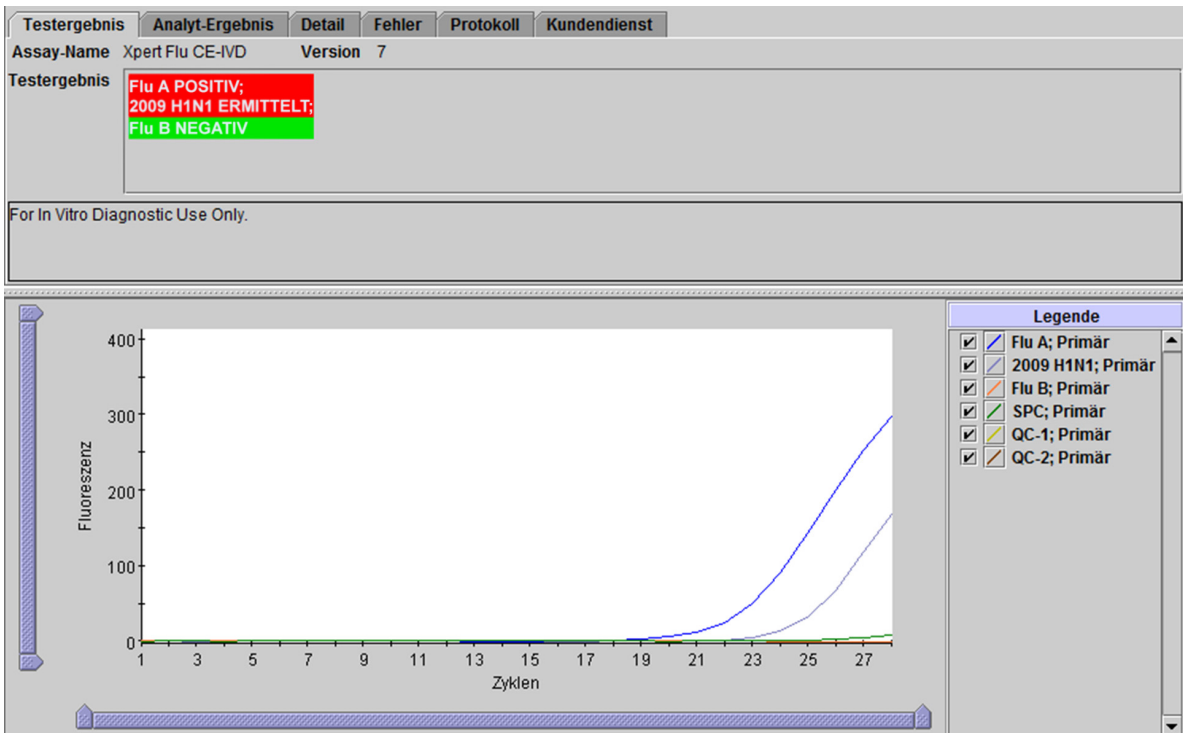 Testergebnis Analyt-Ergebnis Detail Fehler Protokoll Kundendienst
Assay-Name Xpert Flu CE-IVD Version 7
Testergebnis
Flu A POSITIV;
2009 H1N1 ERMITTELT;
Flu B NEGATIV
For In Vitro Diagnostic Use Only.
400
300
200
100
0
Fluoreszenz
1 3 5 7 9 11 13 15 17 19 21 23 25 27
Zyklen
Legende
Flu A; Primär
2009 H1N1; Primär
Flu B; Primär
SPC; Primär
QC-1; Primär
QC-2; Primär